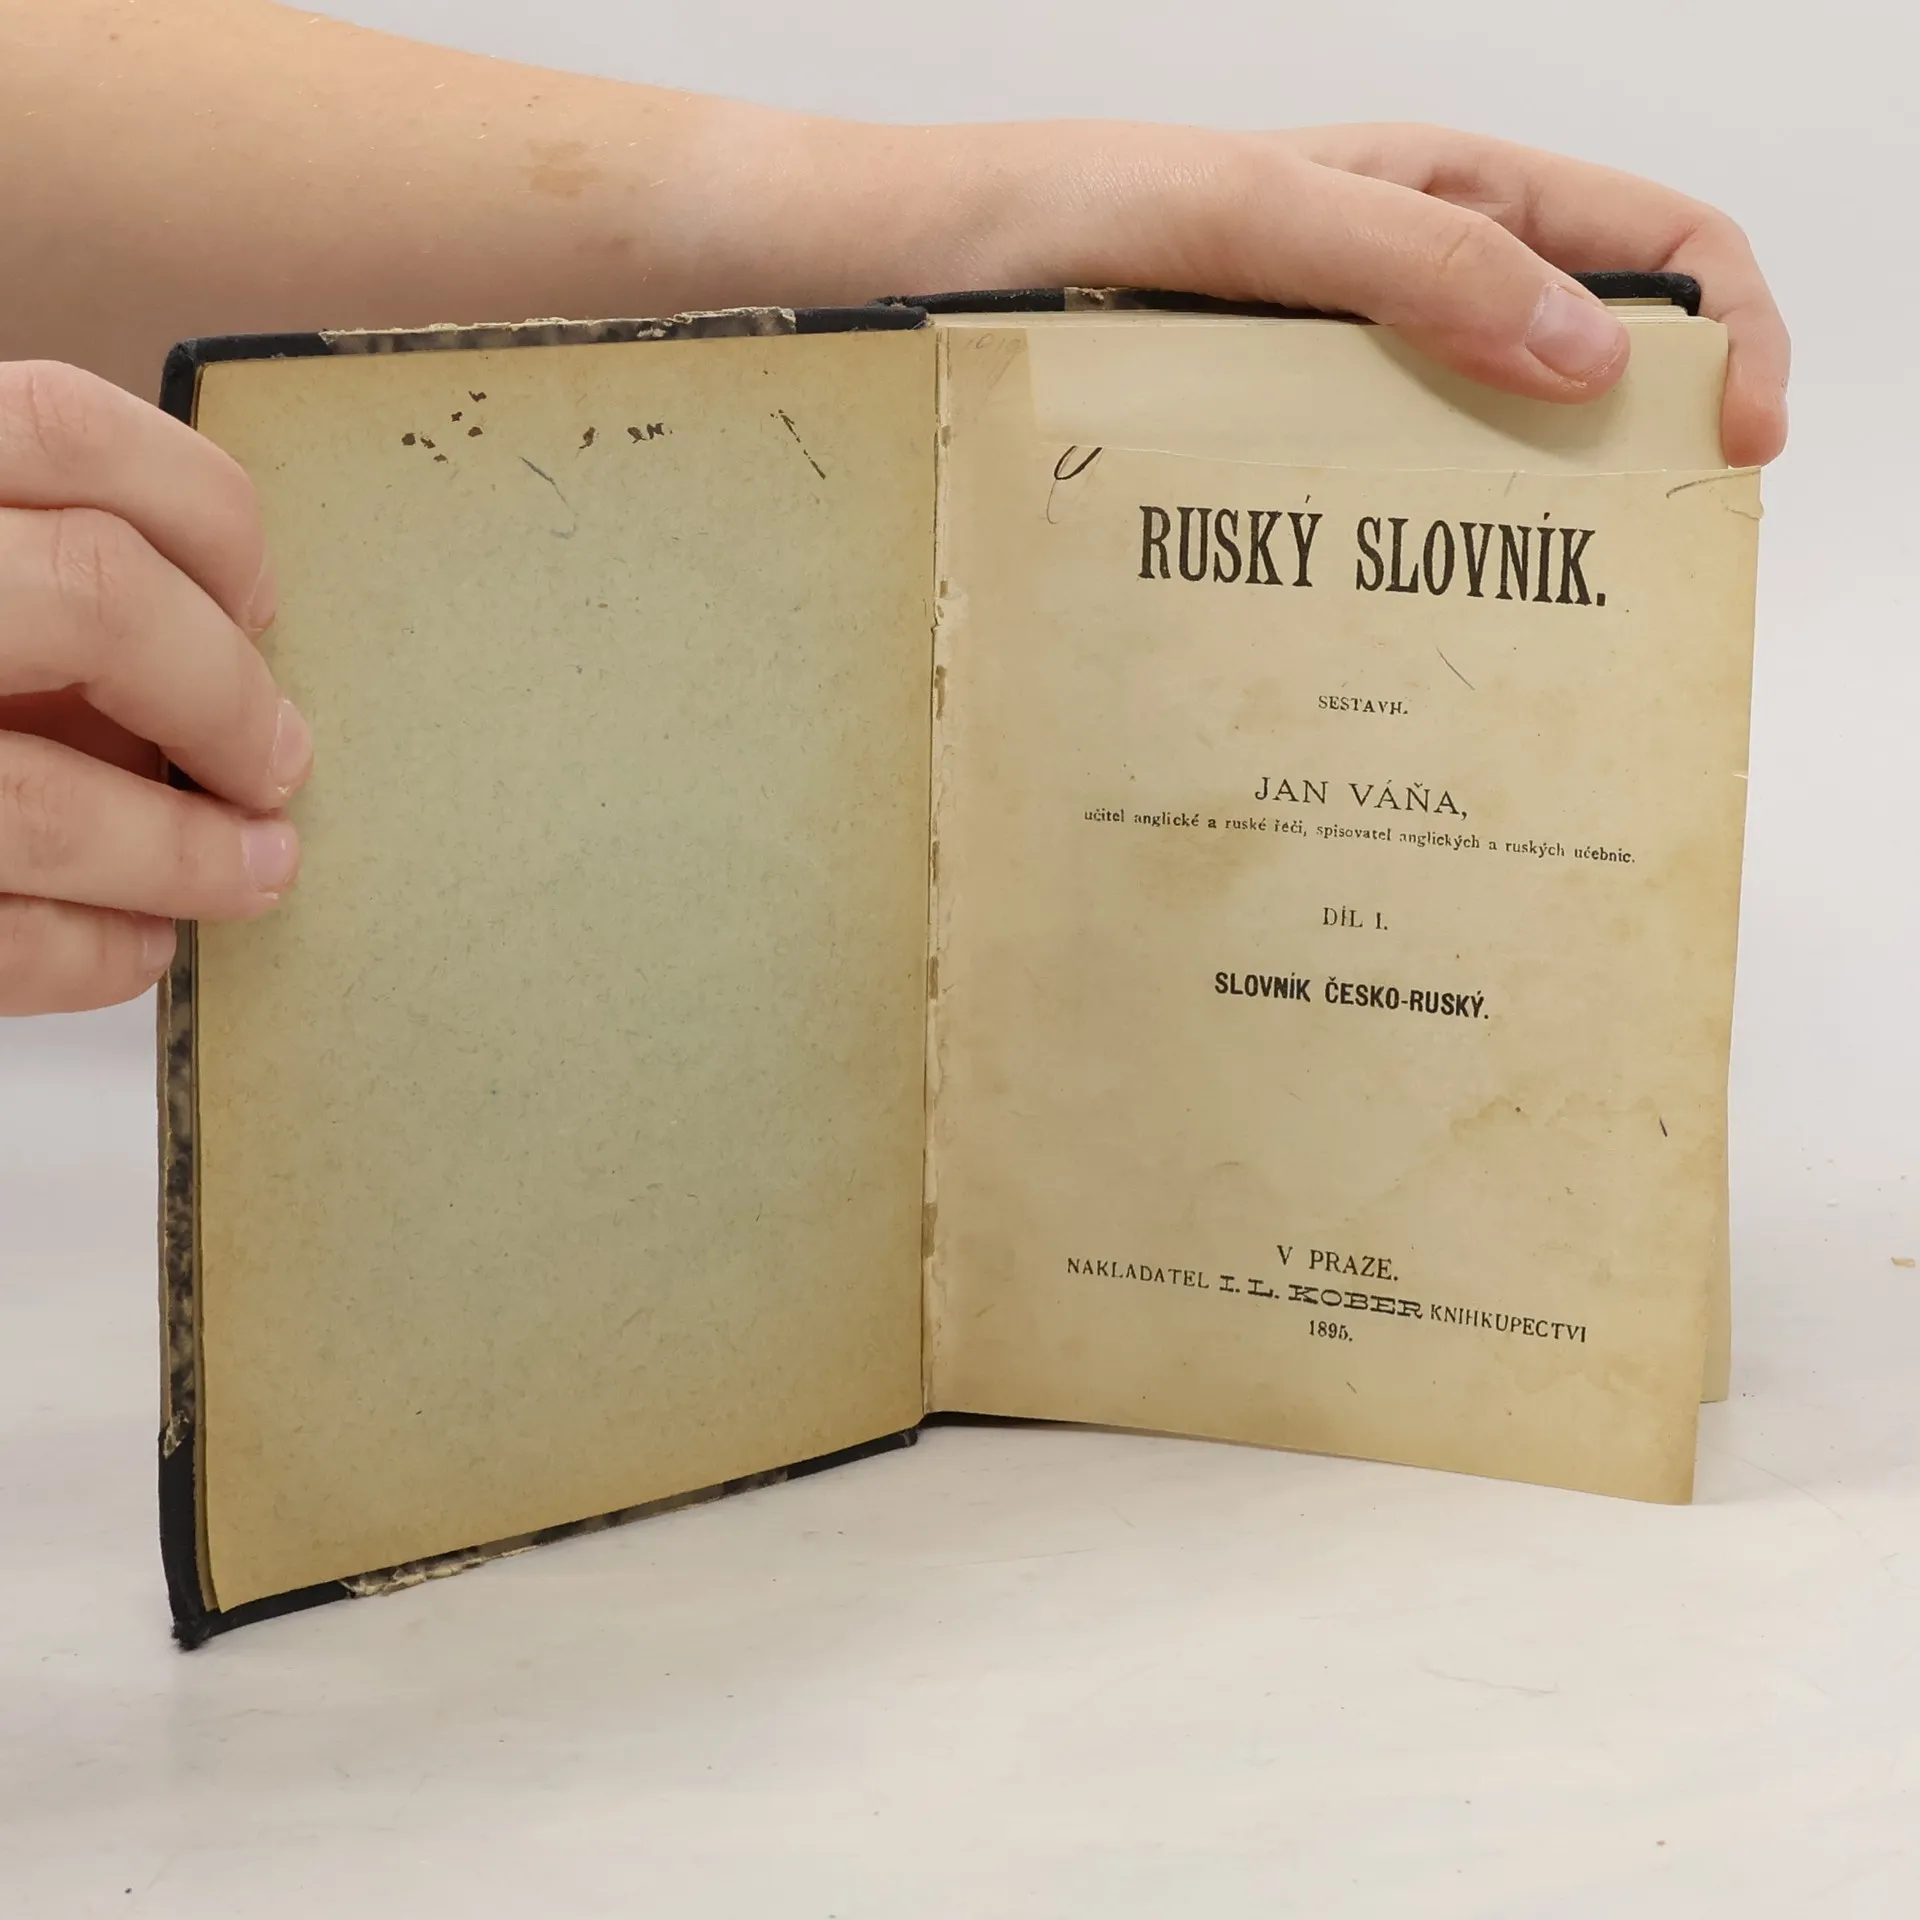 RUSKÝ SLOVNÍK.
SESTAVIL
JAN VÁŇA,
učitel anglické a ruské řeči, spisovatel anglických a ruských učebnic.
DÍL I.
SLOVNÍK ČESKO-RUSKÝ.
V PRAZE.
NAKLADATEL I. L. KOBER KNIHKUPECTVÍ
1895.